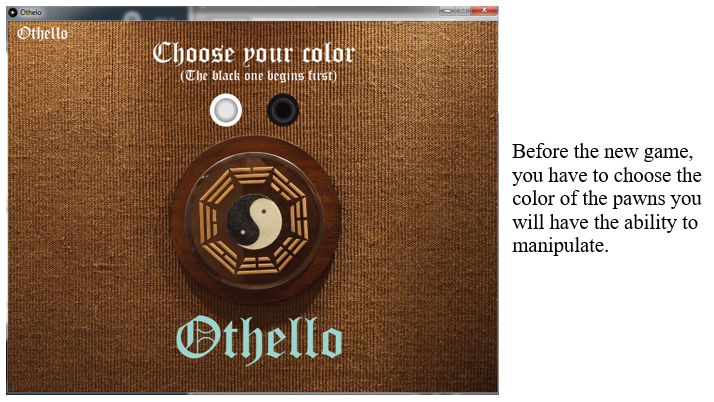 Othelo
Othello
Choose your color
(The black one begins first)
Othello
Before the new game,
you have to choose the
color of the pawns you
will have the ability to
manipulate.